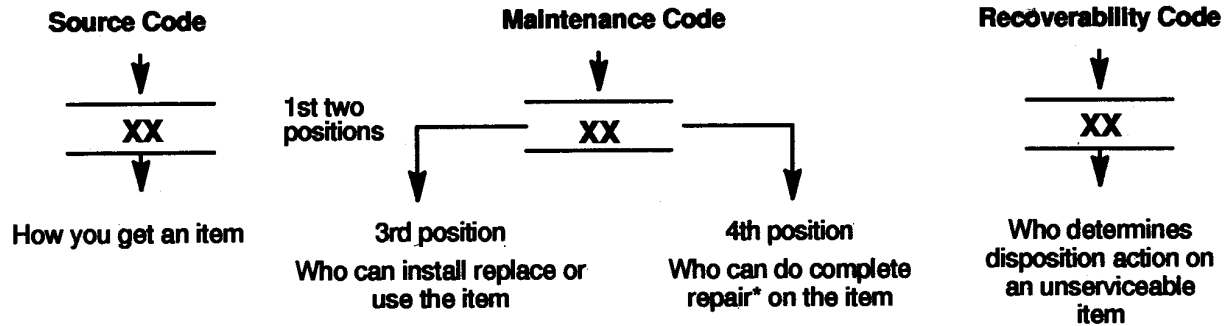 Source Code
Maintenance Code
Recoverability Code
XX
1st two
positions
XX
XX
How you get an item
3rd position
Who can install replace or
use the item
4th position
Who can do complete
repair* on the item
Who determines
disposition action on
an unserviceable
item